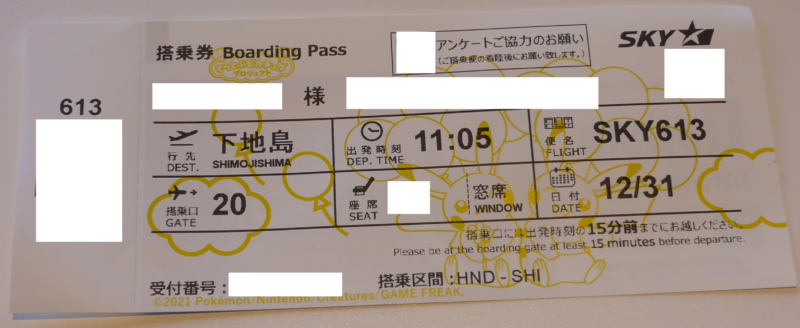 613
搭乗券 Boarding Pass
プロジェクト
アンケートご協力のお願い
(ご搭乗便の着陸後にお願い致します。)
SKY
様
行先
DEST.
下地島
SHIMOJISHIMA
出発時刻
DEP. TIME
11:05
便名
FLIGHT
SKY613
搭乗口
GATE
20
座席
SEAT
窓席
WINDOW
日付
DATE
12/31
搭乗口には出発時刻の15分前までにお越しください。
Please be at the boarding gate at least 15 minutes before departure.
受付番号:
搭乗区間:HND - SHI
©2021 Pokémon/Nintendo/Creatures/GAME FREAK.